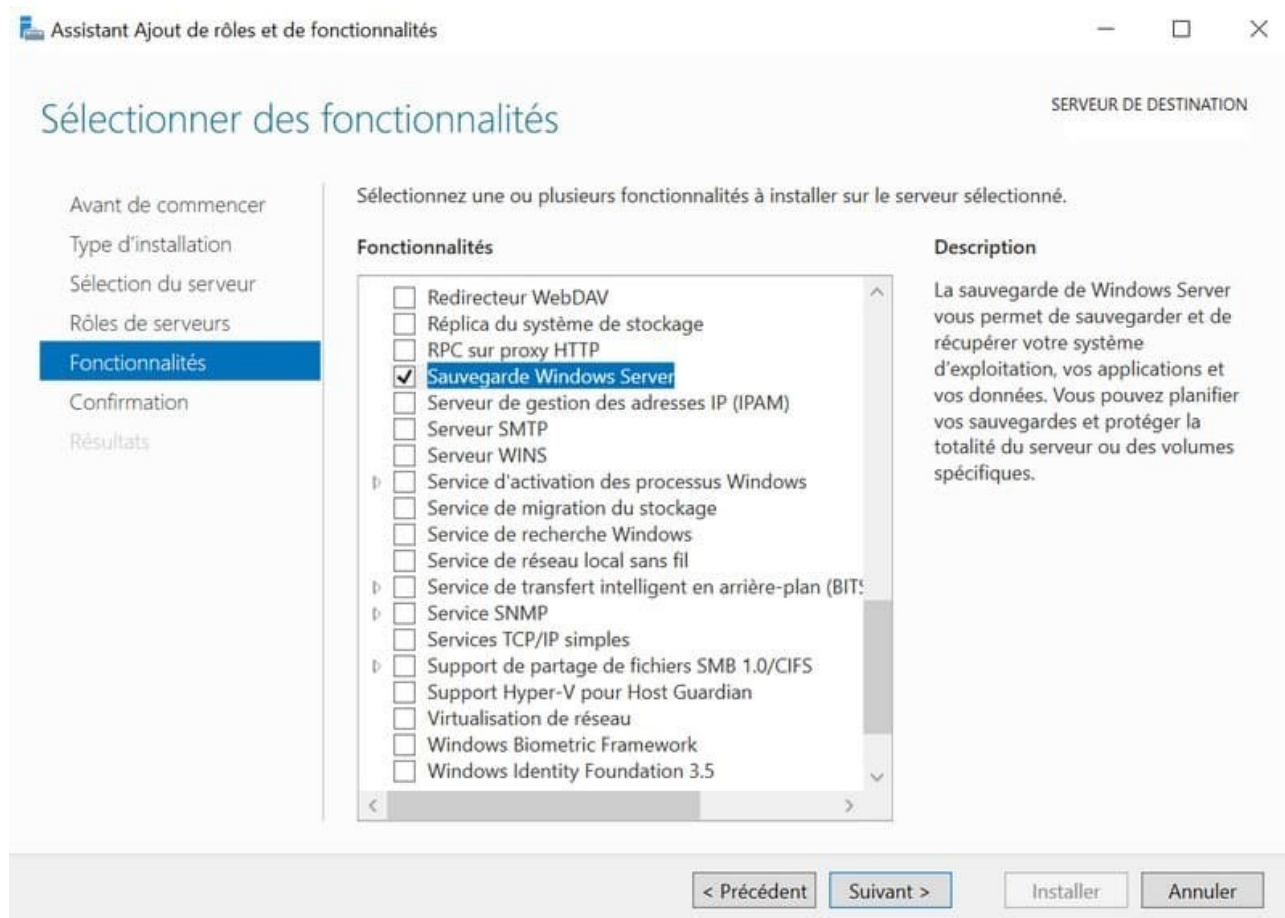 Assistant Ajout de rôles et de fonctionnalités
Sélectionner des fonctionnalités
SERVEUR DE DESTINATION
Avant de commencer
Type d'installation
Sélection du serveur
Rôles de serveurs
Fonctionnalités
Confirmation
Résultats
Sélectionnez une ou plusieurs fonctionnalités à installer sur le serveur sélectionné.
Fonctionnalités
Redirecteur WebDAV
Réplica du système de stockage
RPC sur proxy HTTP
Sauvegarde Windows Server
Serveur de gestion des adresses IP (IPAM)
Serveur SMTP
Serveur WINS
Service d'activation des processus Windows
Service de migration du stockage
Service de recherche Windows
Service de réseau local sans fil
Service de transfert intelligent en arrière-plan (BITS
Service SNMP
Services TCP/IP simples
Support de partage de fichiers SMB 1.0/CIFS
Support Hyper-V pour Host Guardian
Virtualisation de réseau
Windows Biometric Framework
Windows Identity Foundation 3.5
Description
La sauvegarde de Windows Server
vous permet de sauvegarder et de
récupérer votre système
d'exploitation, vos applications et
vos données. Vous pouvez planifier
vos sauvegardes et protéger la
totalité du serveur ou des volumes
spécifiques.
< Précédent
Suivant >
Installer
Annuler